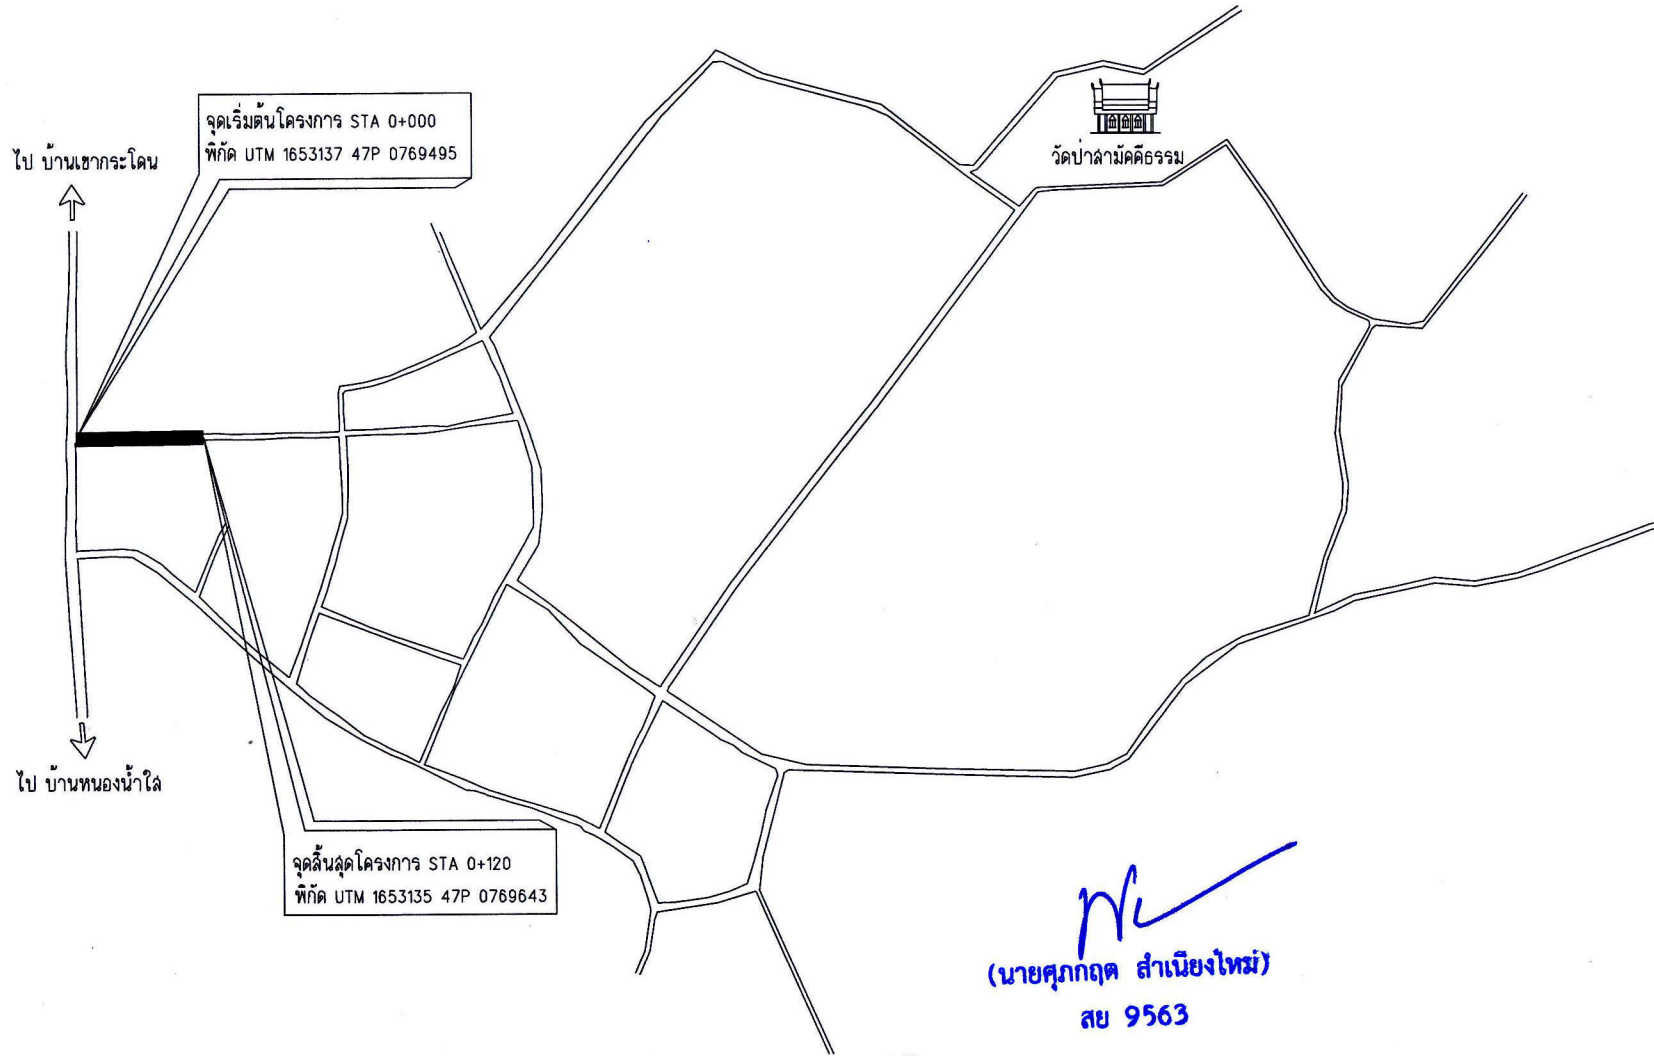 จุดเริ่มต้นโครงการ STA 0+000
พิกัด UTM 1653137 47P 0769495
ไป บ้านเขากระโดน
วัดป่าสามัคคีธรรม
ไป บ้านหนองน้ำใส
จุดสิ้นสุดโครงการ STA 0+120
พิกัด UTM 1653135 47P 0769643
(นายศุภกฤต สำเนียงใหม่)
สย 9563